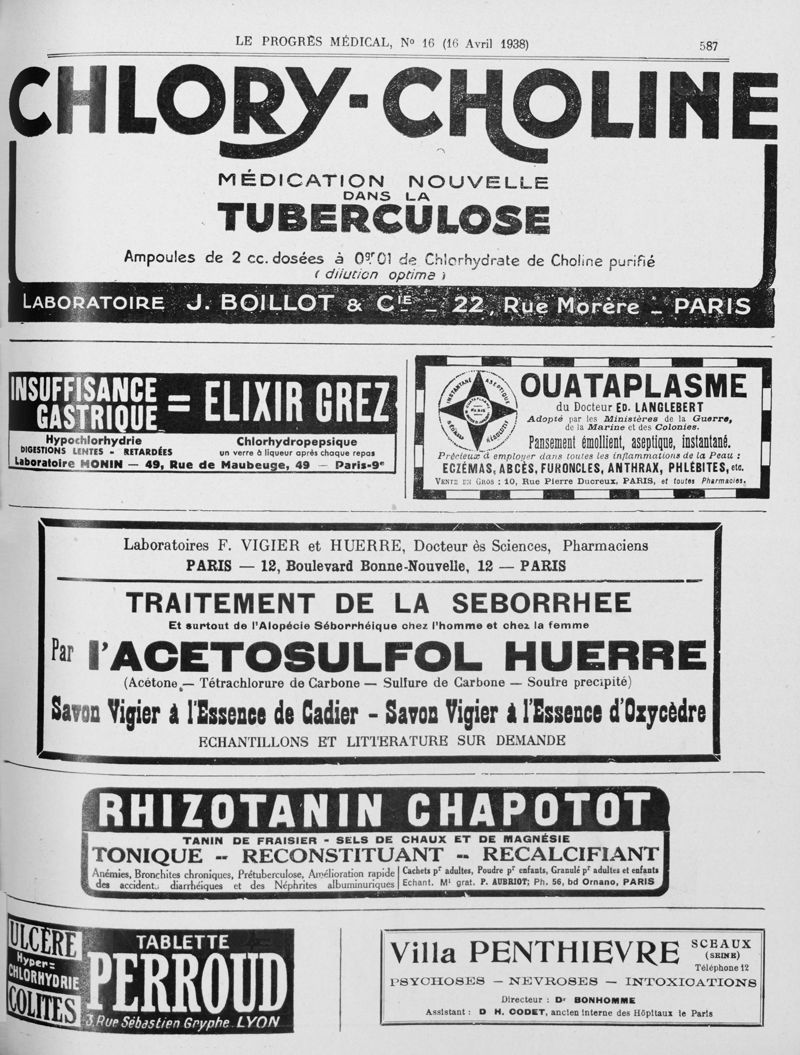 LE PROGRÈS MÉDICAL, Nº 16 (16 Avril 1938)
587
CHLORY-CHOLINE
MÉDICATION NOUVELLE
DANS LA
TUBERCULOSE
Ampoules de 2 cc. dosées à 0gr.01 de Chlorhydrate de Choline purifié
(dilution optima)
LABORATOIRE J. BOILLOT & CIE - 22, Rue Morère - PARIS
INSUFFISANCE
GASTRIQUE
= ELIXIR GREZ
Hypochlorhydrie
DIGESTIONS LENTES - RETARDÉES
Chlorhydropepsique
un verre à liqueur après chaque repas
Laboratoire MONIN — 49, Rue de Maubeuge, 49 — Paris-9e
INSTANTANÉ ASEPTIQUE
OUATAPLASME
PARIS
du Docteur ED. LANGLEBERT
Adopté par les Ministères de la Guerre,
de la Marine et des Colonies.
Pansement émollient, aseptique, instantané.
Précieux à employer dans toutes les inflammations de la Peau :
ECZÉMAS, ABCÈS, FURONCLES, ANTHRAX, PHLÉBITES, etc.
VENTE EN GROS : 10, Rue Pierre Ducreux, PARIS, et toutes Pharmacies.
Laboratoires F. VIGIER et HUERRE, Docteur ès Sciences, Pharmaciens
PARIS — 12, Boulevard Bonne-Nouvelle, 12 — PARIS
TRAITEMENT DE LA SEBORRHEE
Et surtout de l'Alopécie Séborrhéique chez l'homme et chez la femme
Par l'ACETOSULFOL HUERRE
(Acétone — Tétrachlorure de Carbone — Sulfure de Carbone — Soufre precipité)
Savon Vigier à l'Essence de Cadier - Savon Vigier à l'Essence d'Oxycèdre
ECHANTILLONS ET LITTERATURE SUR DEMANDE
RHIZOTANIN CHAPOTOT
TANIN DE FRAISIER - SELS DE CHAUX ET DE MAGNÉSIE
TONIQUE -- RECONSTITUANT -- RECALCIFIANT
Anémies, Bronchites chroniques, Prétuberculose, Amélioration rapide
des accident, diarrhéiques et des Néphrites albuminuriques
Cachets pr adultes, Poudre pr enfants, Granulé pr adultes et enfants
Echant. Ml grat. P. AUBRIOT; Ph. 56, bd Ornano, PARIS
ULCÈRE
Hyper=
CHLORHYDRIE
COLITES
TABLETTE
PERROUD
3, Rue Sébastien Gryphe. LYON
Villa PENTHIEVRE
SCEAUX
(SEINE)
Téléphone 12
PSYCHOSES — NEVROSES — INTOXICATIONS
Directeur : Dr BONHOMME
Assistant : D H. CODET, ancien interne des Hôpitaux le Paris